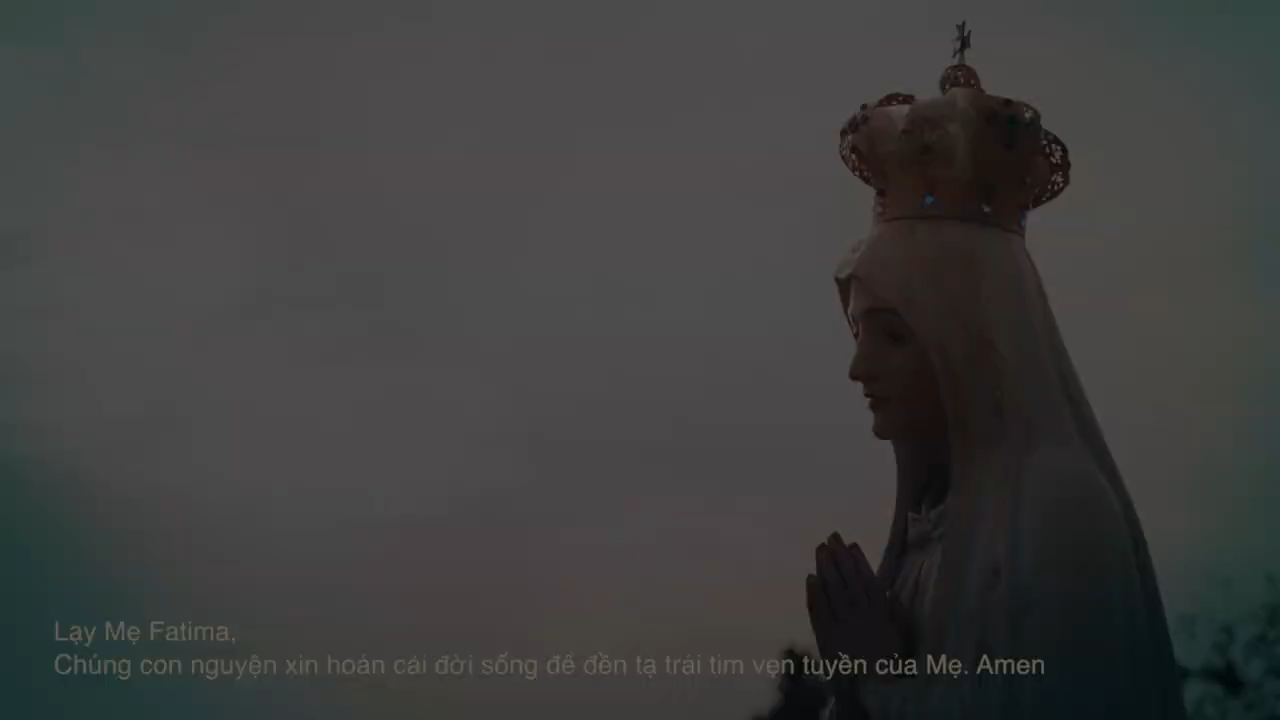 Lạy Mẹ Fatima,
Chúng con nguyện xin hoán cải đời sống để đền tạ trái tim vẹn tuyền của Mẹ. Amen